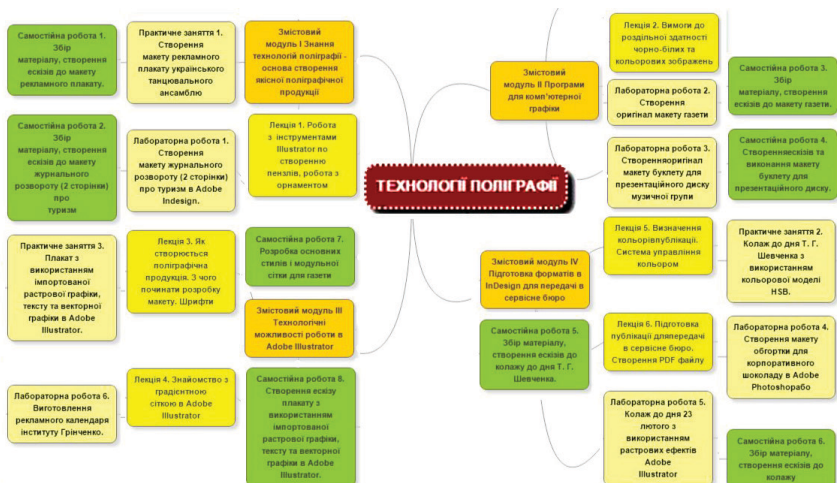 Самостійна робота 1.
Збір
матеріалу, створення
ескізів до макету
рекламного плакату.
Практичне заняття 1.
Створення
макету рекламного
плакату українського
танцювального
ансамблю
Змістовий
модуль І Знання
технологій поліграфії -
основа створення
якісної поліграфічної
продукції
Самостійна робота 2.
Збір
матеріалу, створення
ескізів до макету
журнального
розвороту (2 сторінки)
про
туризм
Лабораторна робота 1.
Створення
макету журнального
розвороту (2 сторінки)
про туризм в Adobe
Indesign.
Лекція 1. Робота
з інструментами
Illustrator по
створенню
пензлів, робота з
орнаментом
Практичне заняття 3.
Плакат з
використанням
імпортованої
растрової графіки,
тексту та векторної
графіки в Adobe
Illustrator.
Лекція 3. Як
створюється
поліграфічна
продукція. З чого
починати розробку
макету. Шрифти
Самостійна робота 7.
Розробка основних
стилів і модульної
сітки для газети
Змістовий модуль ІІІ
Технологічні
можливості роботи в
Adobe Illustrator
Лабораторна робота 6.
Виготовлення
рекламного календаря
інституту Грінченко.
Лекція 4. Знайомство з
градієнтною
сіткою в Adobe
Illustrator
Самостійна робота 8.
Створення ескізу
плакату з
використанням
імпортованої
растрової графіки,
тексту та векторної
графіки в Adobe
Illustrator.
ТЕХНОЛОГІЇ ПОЛІГРАФІЇ
Змістовий
модуль ІІ Програми
для комп'ютерної
графіки
Лекція 2. Вимоги до
роздільної здатності
чорно-білих та
кольорових зображень
Лабораторна робота 2.
Створення
оригінал макету газети
Самостійна робота 3.
Збір
матеріалу, створення
ескізів до макету газети.
Лабораторна робота 3.
Створенняоригінал
макету буклету для
презентаційного диску
музичної групи
Самостійна робота 4.
Створенняескізів та
виконання макету
буклету для
презентаційного диску.
Змістовий модуль IV
Підготовка форматів в
InDesign для передачі в
сервісне бюро
Лекція 5. Визначення
кольорівпублікації.
Система управління
кольором
Практичне заняття 2.
Колаж до дня Т. Г.
Шевченка з
використанням
кольорової моделі
HSB.
Самостійна робота 5.
Збір матеріалу,
створення ескізів до
колажу до дня Т. Г.
Шевченка.
Лекція 6. Підготовка
публікації дляпередачі
в сервісне бюро.
Створення PDF файлу
Лабораторна робота 4.
Створення макету
обгортки для
корпоративного
шоколаду в Adobe
Photoshopабо
Лабораторна робота 5.
Колаж до дня 23
лютого з
використанням
растрових ефектів
Adobe
Illustrator
Самостійна робота 6.
Збір матеріалу,
створення ескізів до
колажу